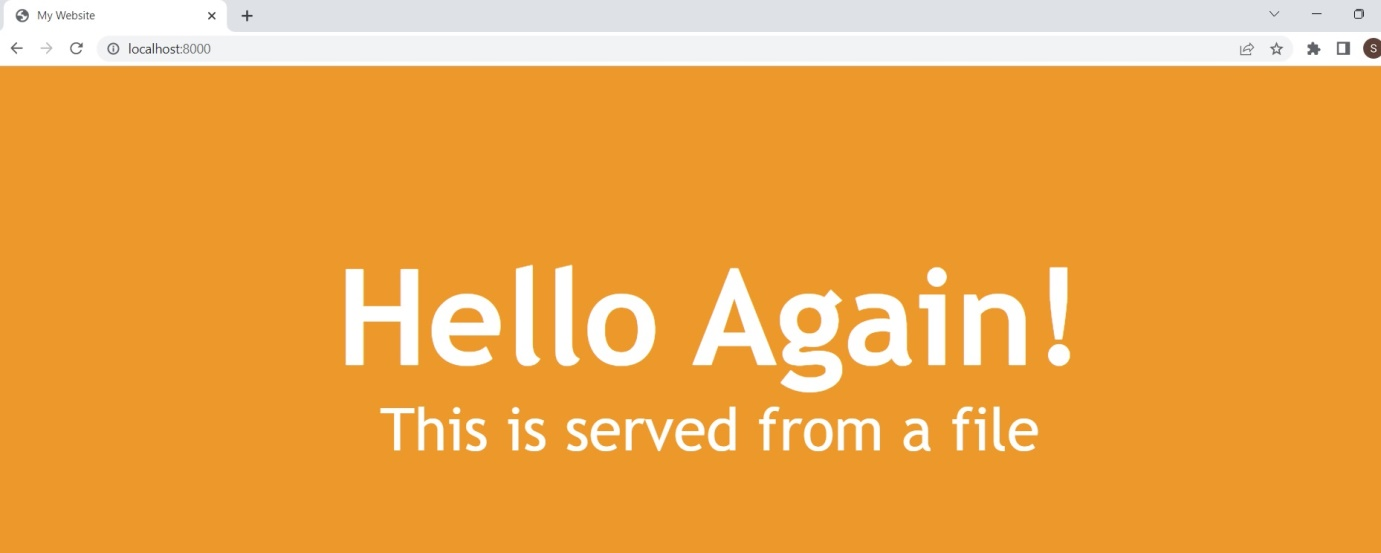 My Website
localhost:8000
S
Hello Again!
This is served from a file